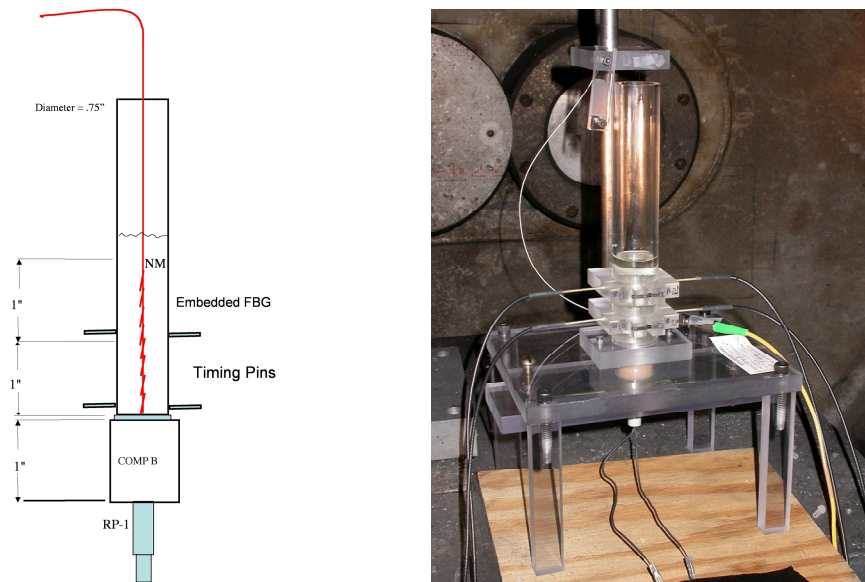 Diameter = .75”
NM
1"
Embedded FBG
1"
Timing Pins
1"
COMP B
RP-1